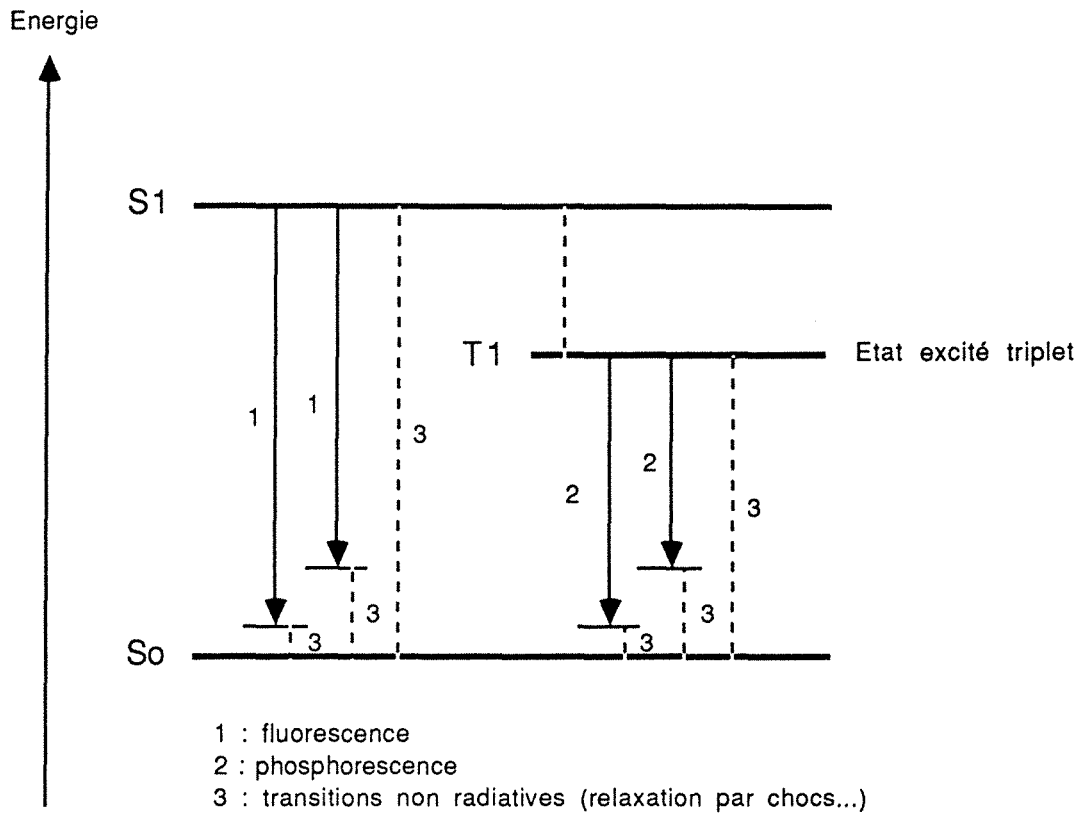 Energie
S1
T1
Etat excité triplet
1
1
3
2
2
3
3
3
3
3
So
1 : fluorescence
2 : phosphorescence
3 : transitions non radiatives (relaxation par chocs...)